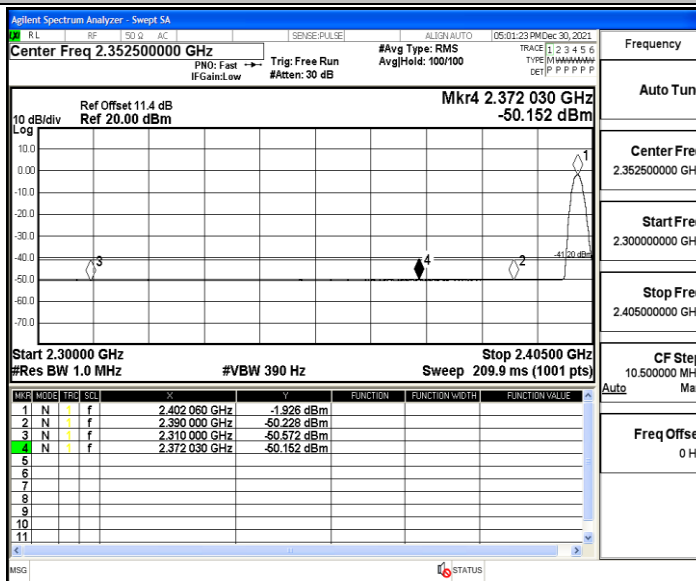 Agilent Spectrum Analyzer - Swept SA
RL RF 50 Ω AC SENSE:PULSE ALIGN AUTO 05:01:23 PM Dec 30, 2021
Center Freq 2.352500000 GHz
PNO: Fast
IFGain:Low
Trig: Free Run
#Atten: 30 dB
#Avg Type: RMS
Avg|Hold: 100/100
TRACE 1 2 3 4 5 6
TYPE M WWWWW
DET P P P P P P
Ref Offset 11.4 dB
10 dB/div Ref 20.00 dBm
Log
Mkr4 2.372 030 GHz
-50.152 dBm
10.0
0.00
-10.0
-20.0
-30.0
-40.0
-50.0
-60.0
-70.0
1
2
3
4
-41.20 dBm
Start 2.30000 GHz Stop 2.40500 GHz
#Res BW 1.0 MHz #VBW 390 Hz Sweep 209.9 ms (1001 pts)
MKR MODE TRC SCL X Y FUNCTION FUNCTION WIDTH FUNCTION VALUE
1 N 1 f 2.402 060 GHz -1.926 dBm
2 N 1 f 2.390 000 GHz -50.228 dBm
3 N 1 f 2.310 000 GHz -50.572 dBm
4 N 1 f 2.372 030 GHz -50.152 dBm
5
6
7
8
9
10
11
MSG STATUS
Frequency
Auto Tun
Center Fre
2.352500000 GH
Start Fre
2.300000000 GH
Stop Fre
2.405000000 GH
CF Step
10.500000 MH
Auto Ma
Freq Offse
0 H